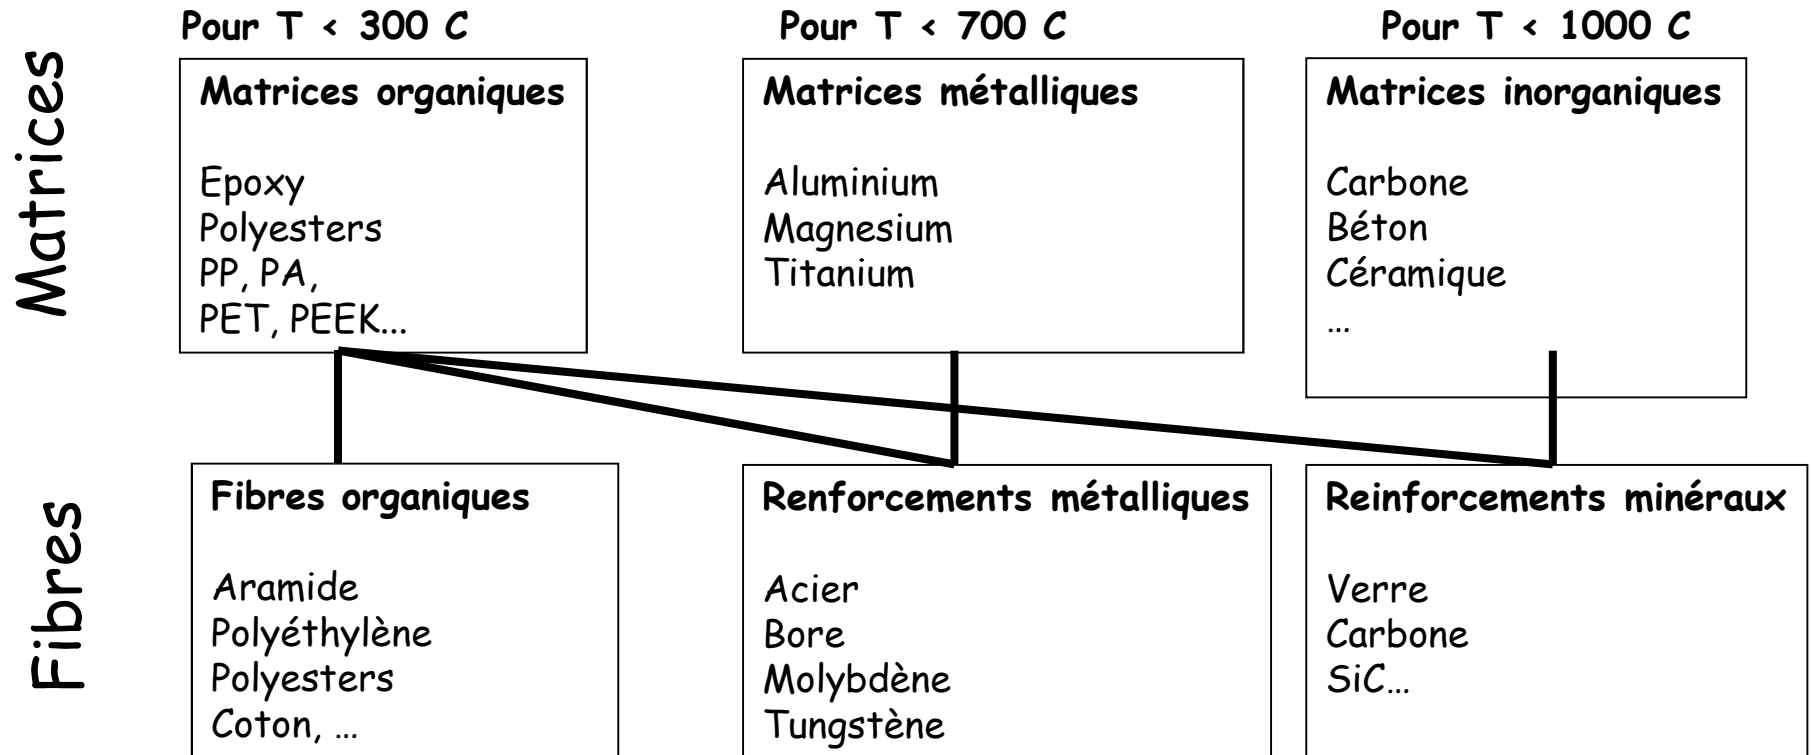 Matrices
Pour T < 300 C
Matrices organiques
Epoxy
Polyesters
PP, PA,
PET, PEEK...
Pour T < 700 C
Matrices métalliques
Aluminium
Magnesium
Titanium
Pour T < 1000 C
Matrices inorganiques
Carbone
Béton
Céramique
...
Fibres
Fibres organiques
Aramide
Polyéthylène
Polyesters
Coton, ...
Renforcements métalliques
Acier
Bore
Molybdène
Tungstène
Reinforcements minéraux
Verre
Carbone
SiC...